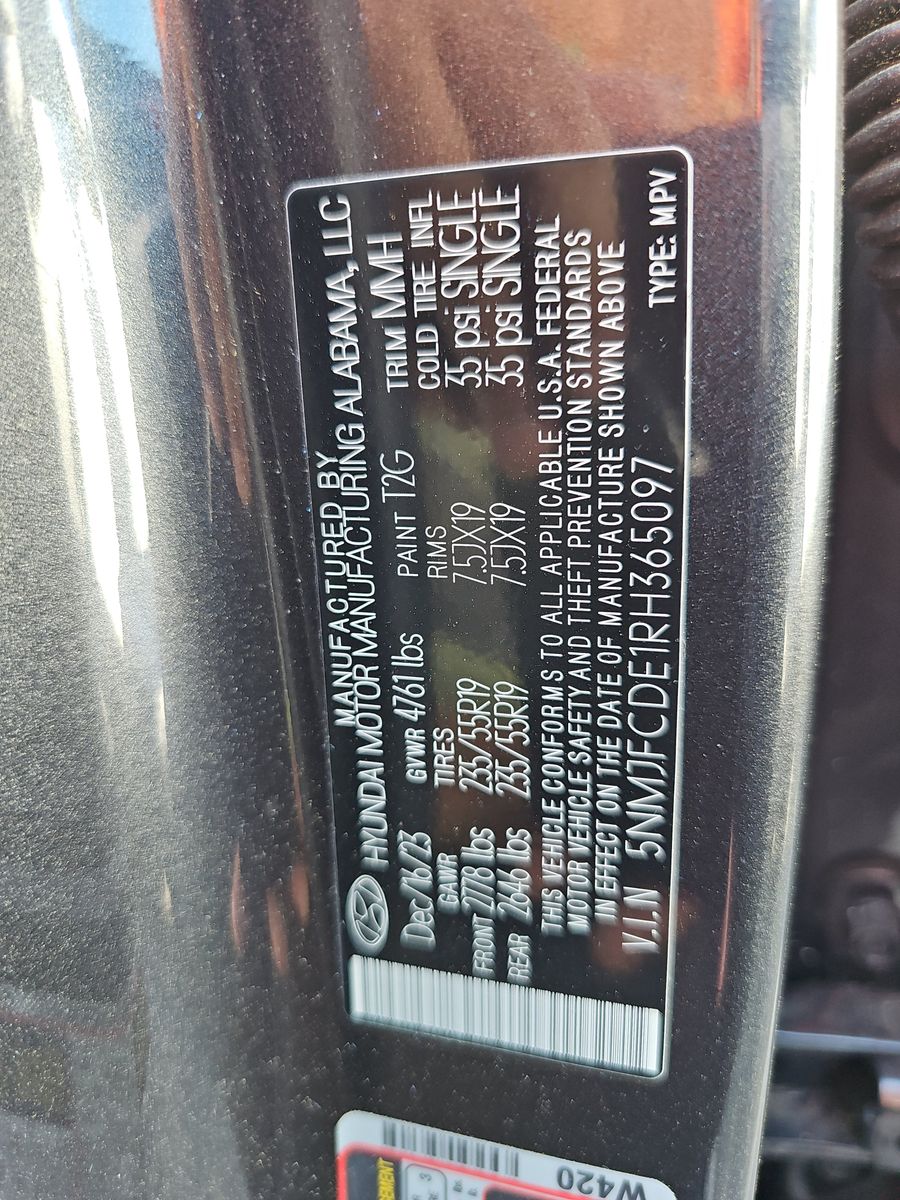 MANUFACTURED BY
HYUNDAI MOTOR MANUFACTURING ALABAMA, LLC
Dec/16/23 GVWR 4761 lbs PAINT T2G TRIM MMH
GAWR TIRES RIMS COLD TIRE INFL
FRONT 2778 lbs 235/55R19 7.5JX19 35 psi SINGLE
REAR 2646 lbs 235/55R19 7.5JX19 35 psi SINGLE
THIS VEHICLE CONFORMS TO ALL APPLICABLE U.S.A. FEDERAL
MOTOR VEHICLE SAFETY AND THEFT PREVENTION STANDARDS
IN EFFECT ON THE DATE OF MANUFACTURE SHOWN ABOVE
V.I.N 5NMJFCDE1RH365097 TYPE: MPV
W420